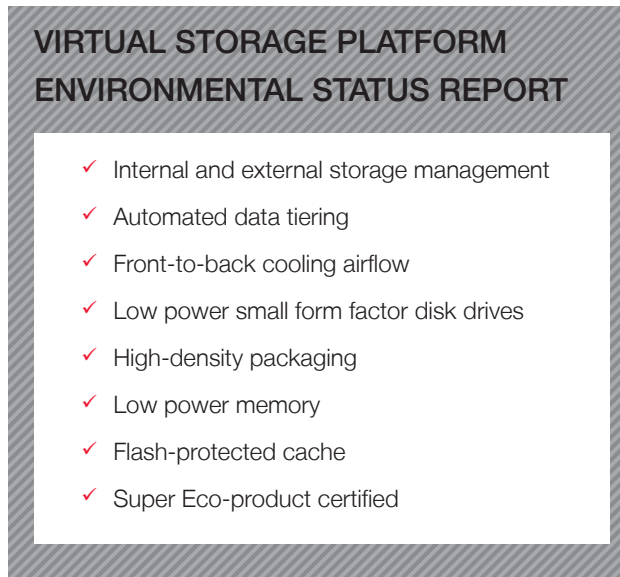 VIRTUAL STORAGE PLATFORM
ENVIRONMENTAL STATUS REPORT
✓ Internal and external storage management
✓ Automated data tiering
✓ Front-to-back cooling airflow
✓ Low power small form factor disk drives
✓ High-density packaging
✓ Low power memory
✓ Flash-protected cache
✓ Super Eco-product certified